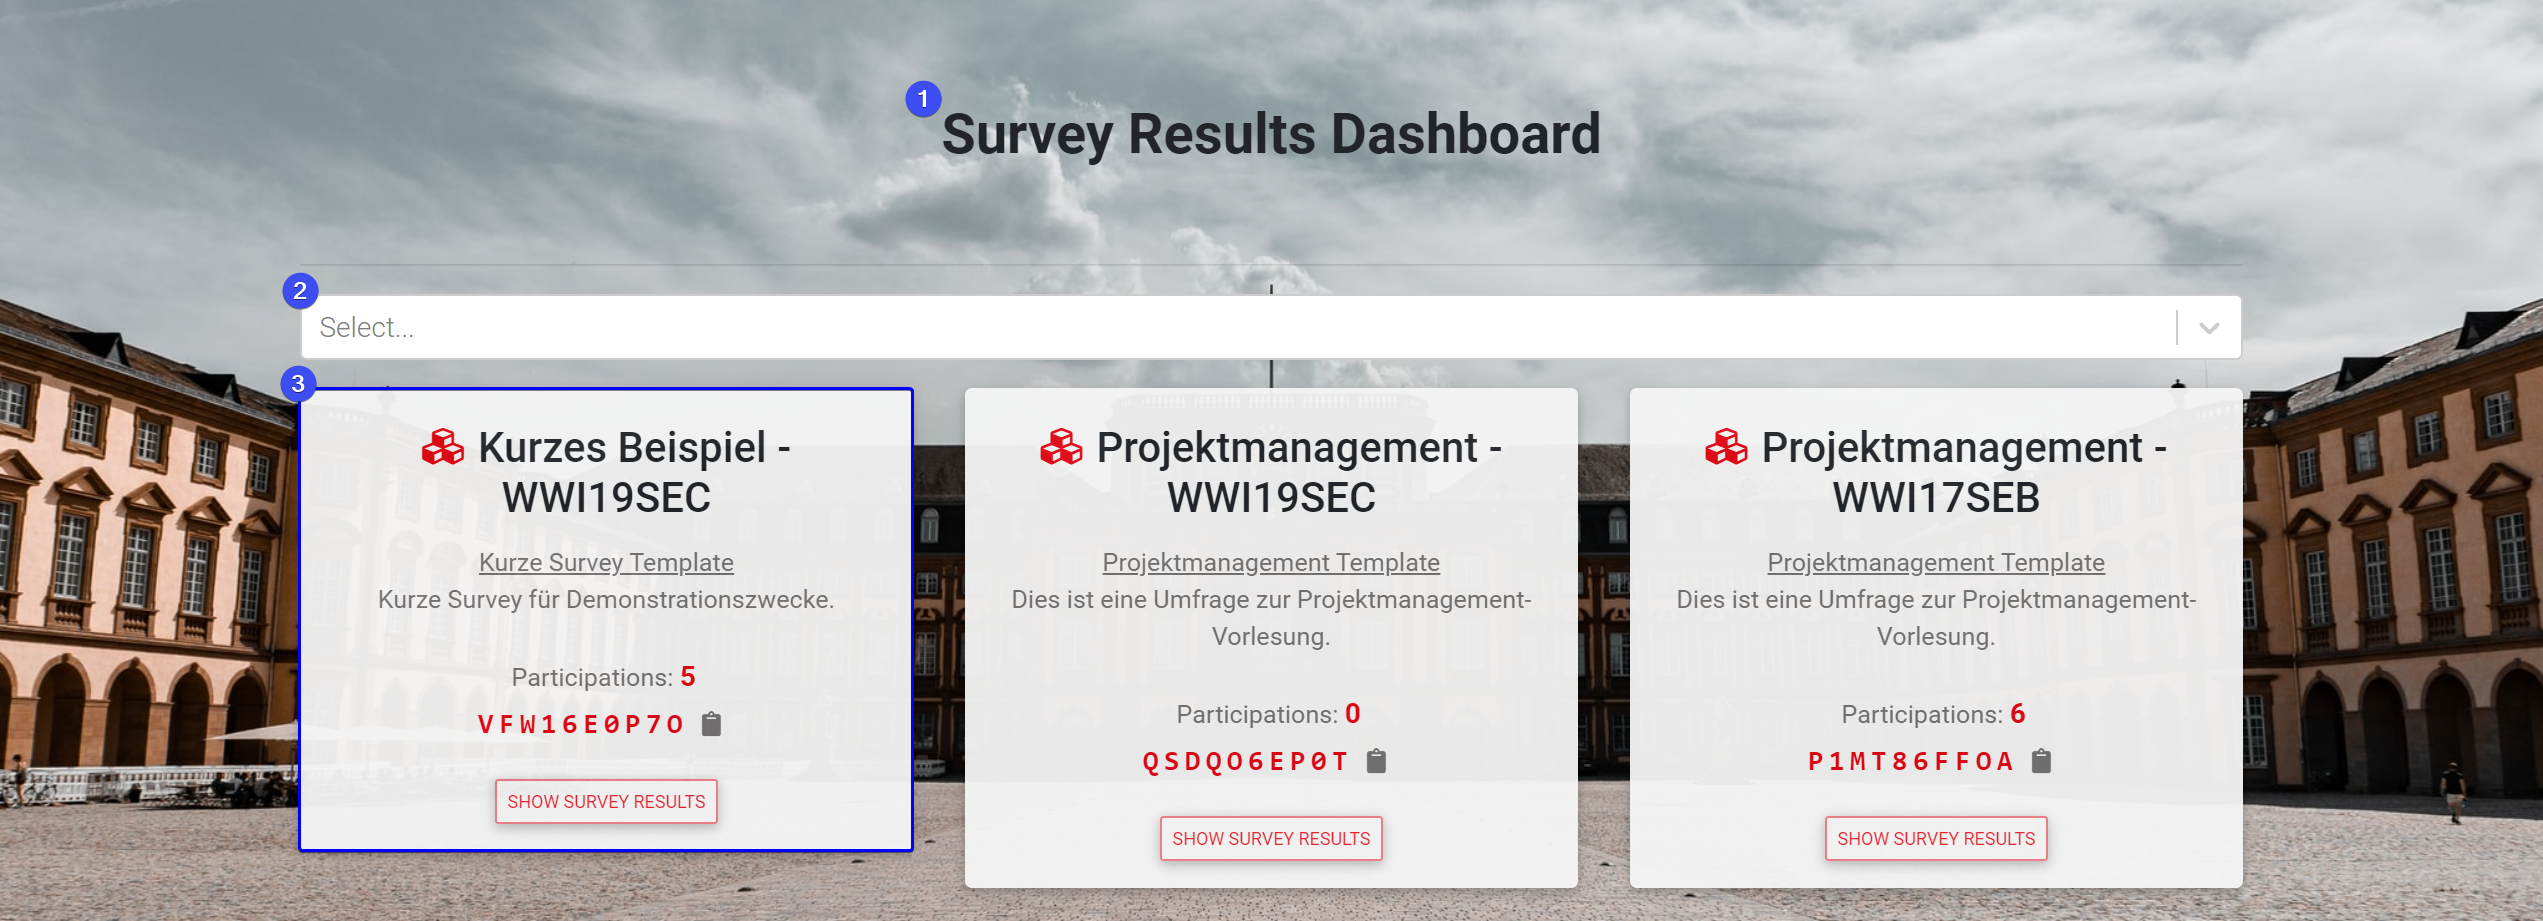 1
Survey Results Dashboard
2
Select...
3
Kurzes Beispiel -
WWI19SEC
Kurze Survey Template
Kurze Survey für Demonstrationszwecke.
Participations: 5
VFW16E0P7O
SHOW SURVEY RESULTS
Projektmanagement -
WWI19SEC
Projektmanagement Template
Dies ist eine Umfrage zur Projektmanagement-
Vorlesung.
Participations: 0
QSDQO6EP0T
SHOW SURVEY RESULTS
Projektmanagement -
WWI17SEB
Projektmanagement Template
Dies ist eine Umfrage zur Projektmanagement-
Vorlesung.
Participations: 6
P1MT86FFOA
SHOW SURVEY RESULTS